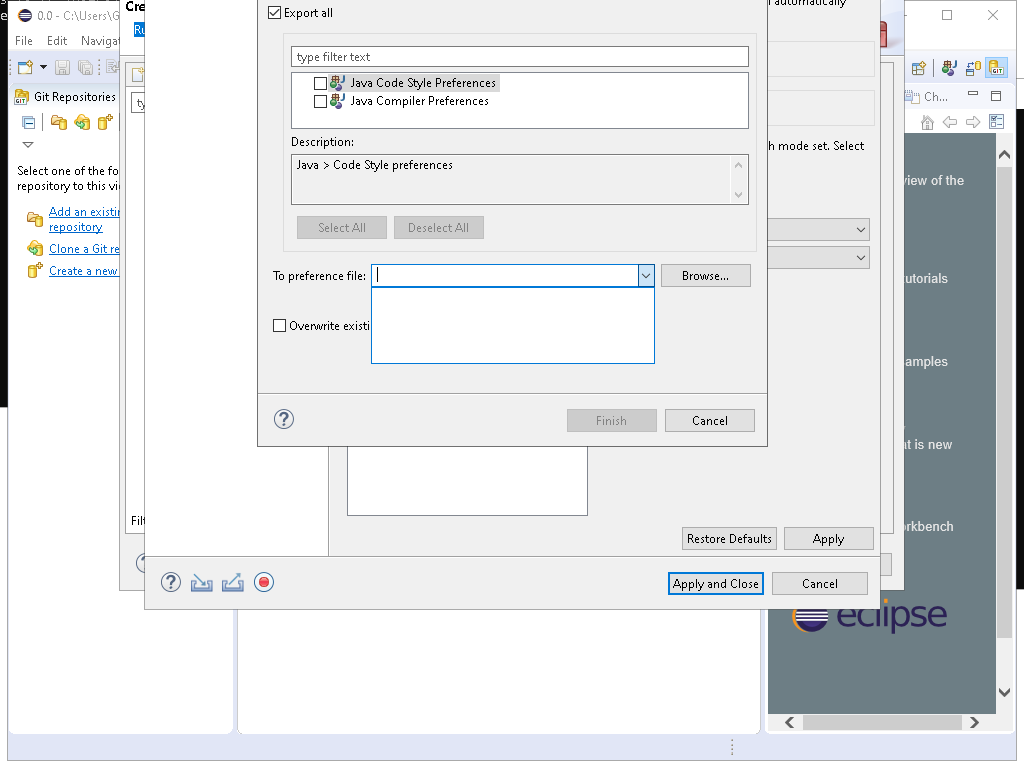 0.0 - C:\Users\G
File Edit Naviga
Git Repositories
Select one of the fo
repository to this vi
Add an existin
repository
Clone a Git re
Create a new
Cre
Ru
ty
Filt
Export all
type filter text
Java Code Style Preferences
Java Compiler Preferences
Description:
Java > Code Style preferences
Select All
Deselect All
To preference file:
Browse...
Overwrite existi
Finish
Cancel
automatically
h mode set. Select
Restore Defaults
Apply
Apply and Close
Cancel
Ch...
view of the
utorials
amples
t is new
rkbench
eclipse